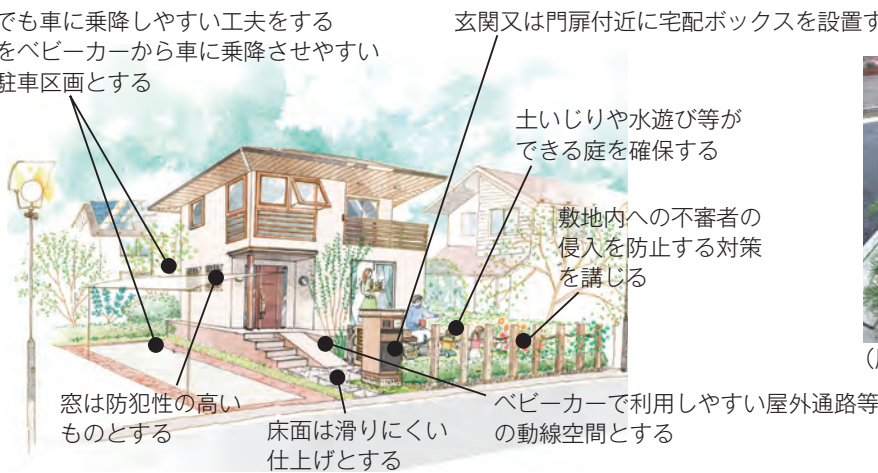 でも車に乗降しやすい工夫をする
をベビーカーから車に乗降させやすい
駐車区画とする
玄関又は門扉付近に宅配ボックスを設置す
土いじりや水遊び等が
できる庭を確保する
敷地内への不審者の
侵入を防止する対策
を講じる
窓は防犯性の高い
ものとする
床面は滑りにくい
仕上げとする
ベビーカーで利用しやすい屋外通路等
の動線空間とする